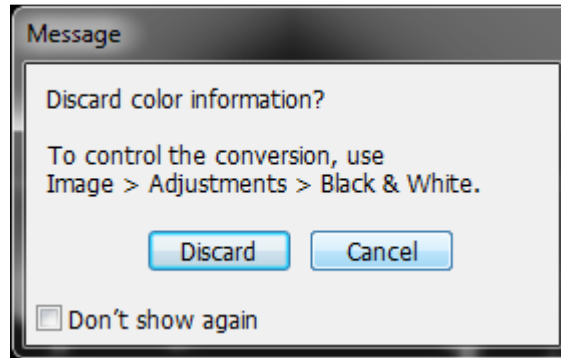 Message
Discard color information?
To control the conversion, use
Image > Adjustments > Black & White.
Discard Cancel
Don't show again